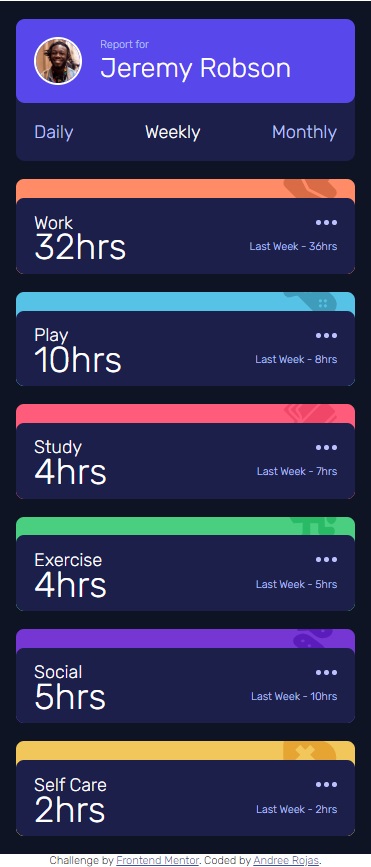 Report for
Jeremy Robson
Daily Weekly Monthly
Work
32hrs
Last Week - 36hrs
Play
10hrs
Last Week - 8hrs
Study
4hrs
Last Week - 7hrs
Exercise
4hrs
Last Week - 5hrs
Social
5hrs
Last Week - 10hrs
Self Care
2hrs
Last Week - 2hrs
Challenge by Frontend Mentor. Coded by Andree Rojas.